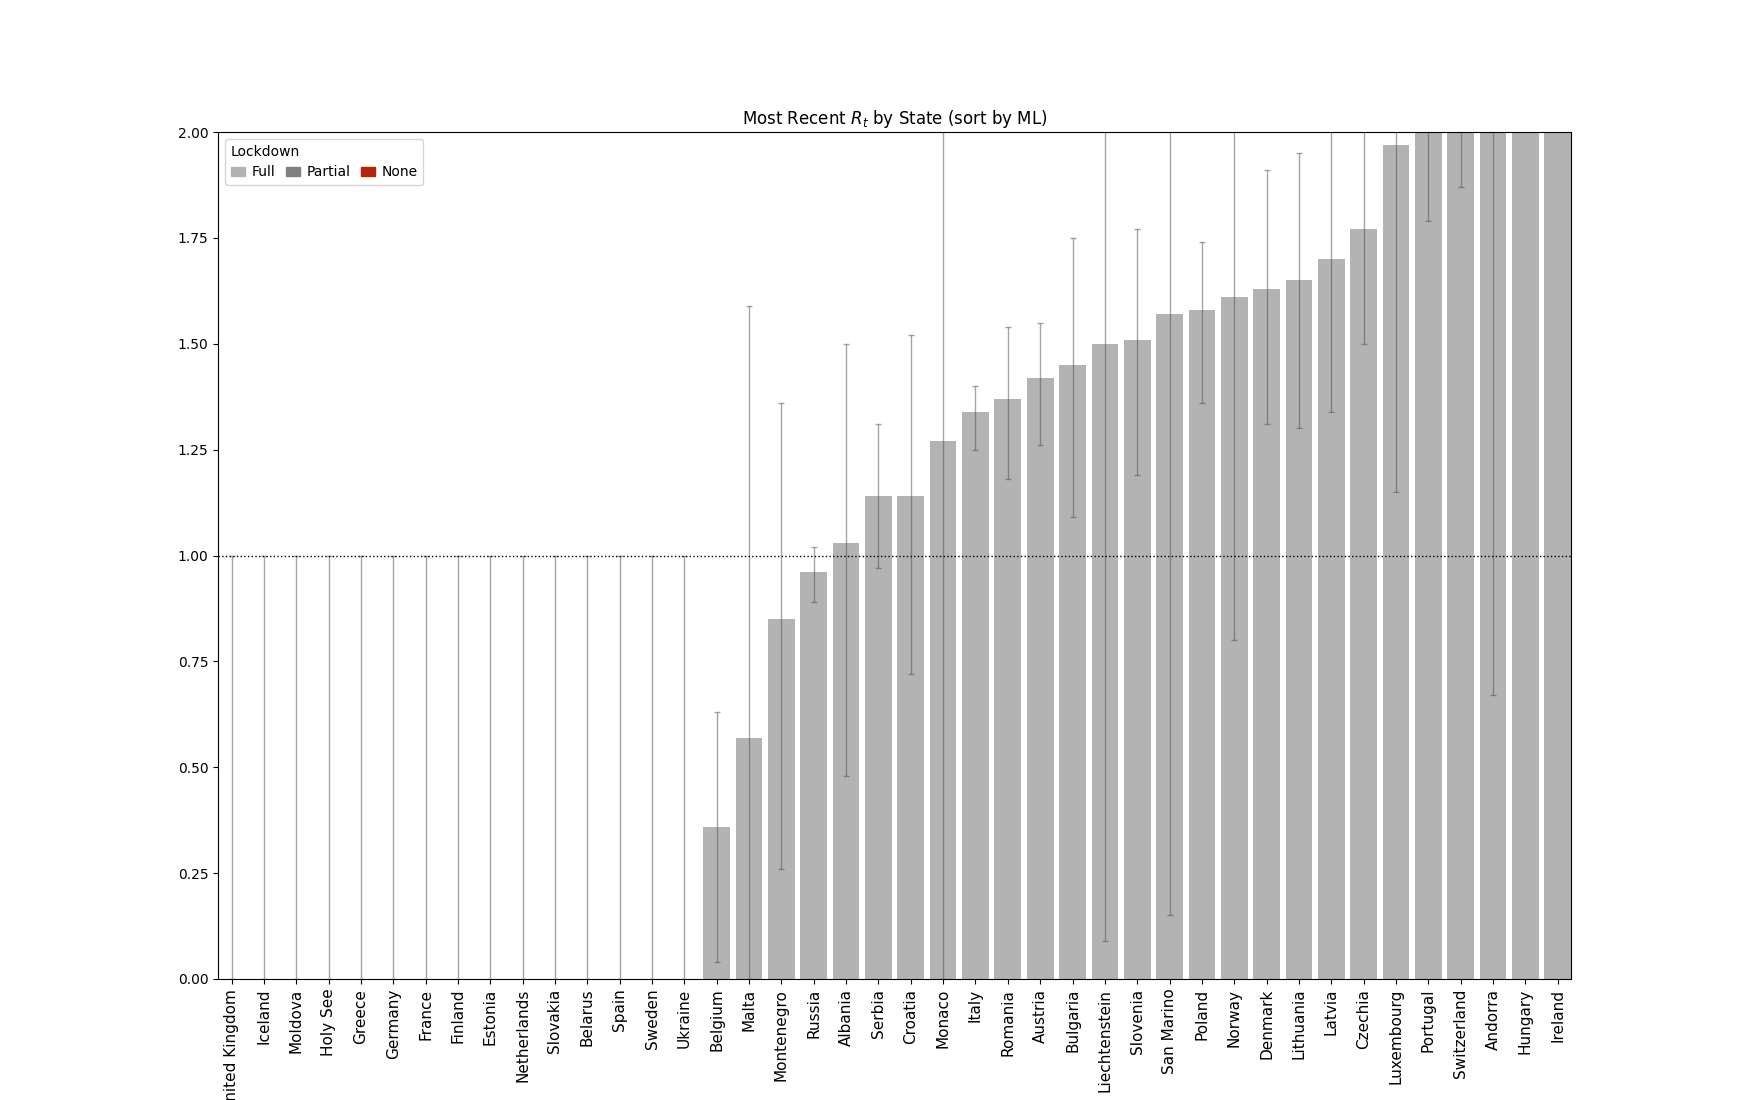 Most Recent Rt by State (sort by ML)
Lockdown
Full Partial None
2.00
1.75
1.50
1.25
1.00
0.75
0.50
0.25
0.00
nited Kingdom
Iceland
Moldova
Holy See
Greece
Germany
France
Finland
Estonia
Netherlands
Slovakia
Belarus
Spain
Sweden
Ukraine
Belgium
Malta
Montenegro
Russia
Albania
Serbia
Croatia
Monaco
Italy
Romania
Austria
Bulgaria
Liechtenstein
Slovenia
San Marino
Poland
Norway
Denmark
Lithuania
Latvia
Czechia
Luxembourg
Portugal
Switzerland
Andorra
Hungary
Ireland